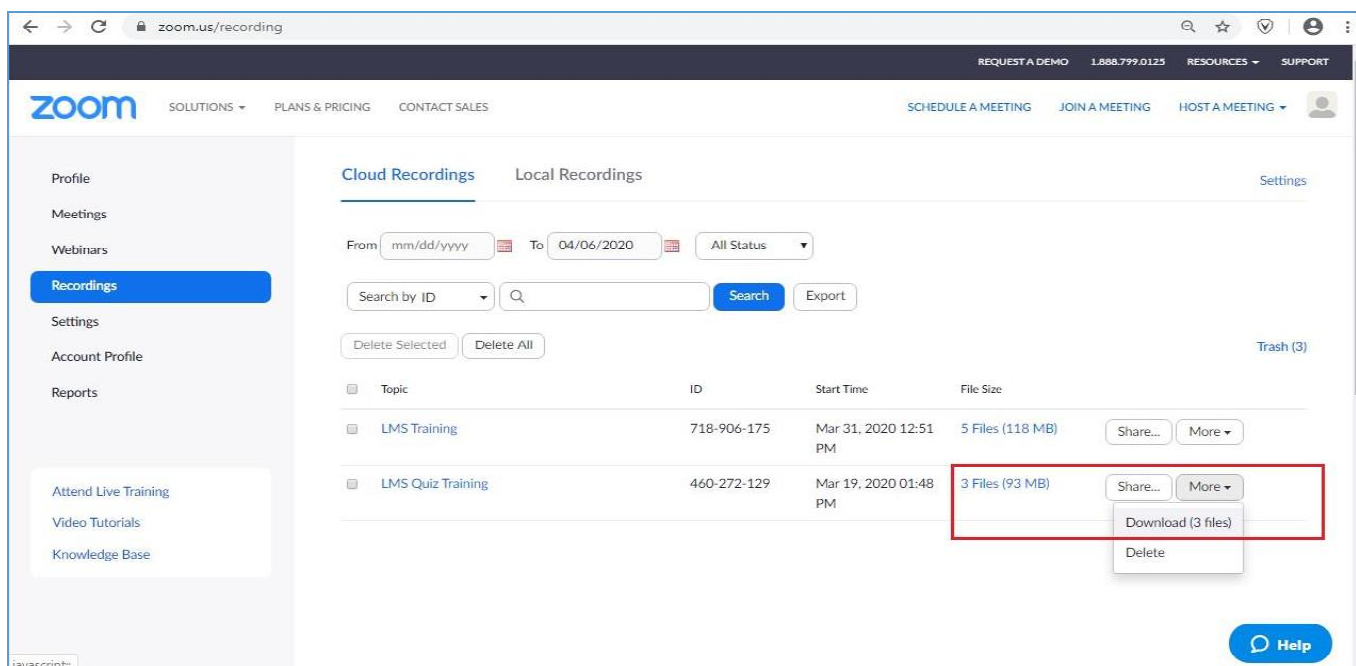 zoom.us/recording
REQUEST A DEMO 1.888.799.0125 RESOURCES SUPPORT
zoom SOLUTIONS PLANS & PRICING CONTACT SALES SCHEDULE A MEETING JOIN A MEETING HOST A MEETING
Profile
Meetings
Webinars
Recordings
Settings
Account Profile
Reports
Attend Live Training
Video Tutorials
Knowledge Base
Cloud Recordings Local Recordings Settings
From mm/dd/yyyy To 04/06/2020 All Status
Search by ID Search Export
Delete Selected Delete All Trash (3)
Topic ID Start Time File Size
LMS Training 718-906-175 Mar 31, 2020 12:51 5 Files (118 MB) Share... More
PM
LMS Quiz Training 460-272-129 Mar 19, 2020 01:48 3 Files (93 MB) Share... More
PM
Download (3 files)
Delete
Help